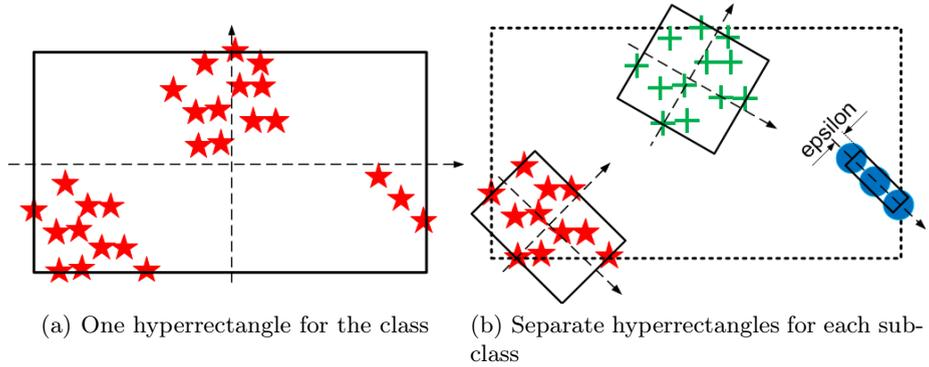 epsilon
(a) One hyperrectangle for the class
(b) Separate hyperrectangles for each sub-
class